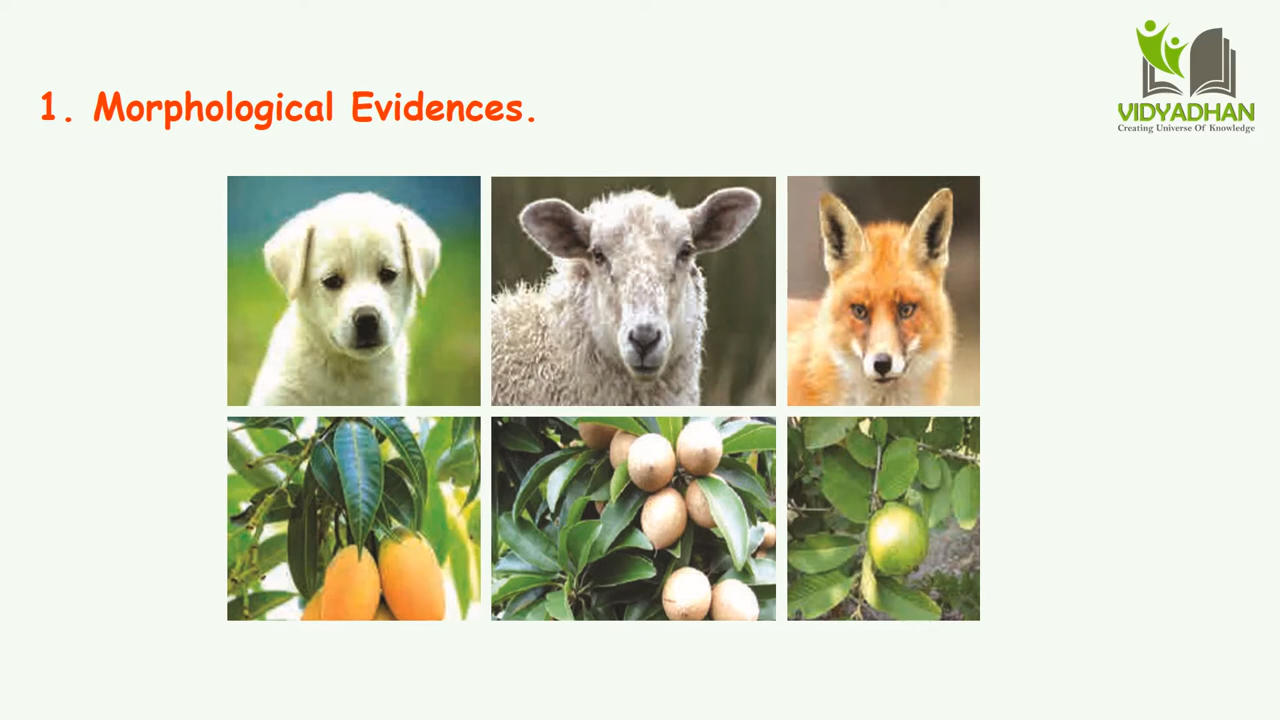 1. Morphological Evidences.
VIDYADHAN
Creating Universe Of Knowledge